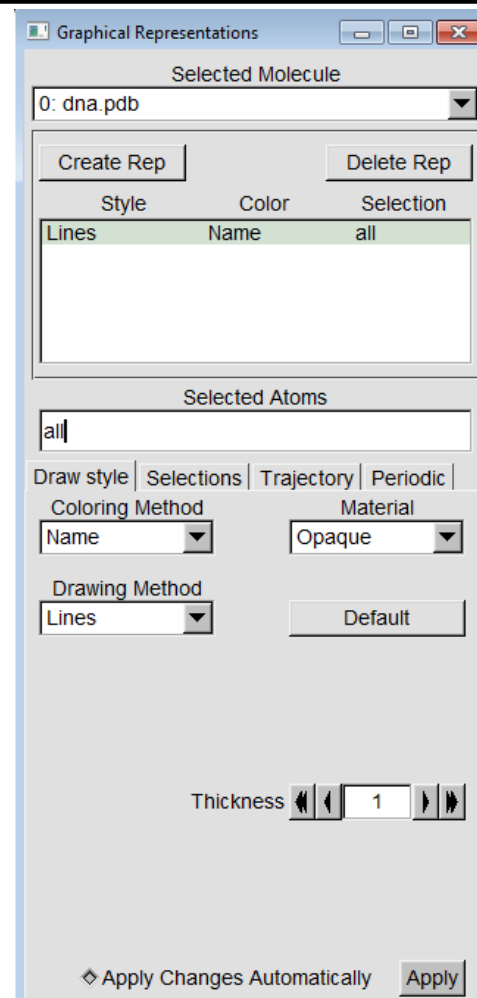 Graphical Representations
Selected Molecule
0: dna.pdb
Create Rep Delete Rep
Style Color Selection
Lines Name all
Selected Atoms
all
Draw style Selections Trajectory Periodic
Coloring Method Material
Name Opaque
Drawing Method
Lines Default
Thickness 1
Apply Changes Automatically Apply